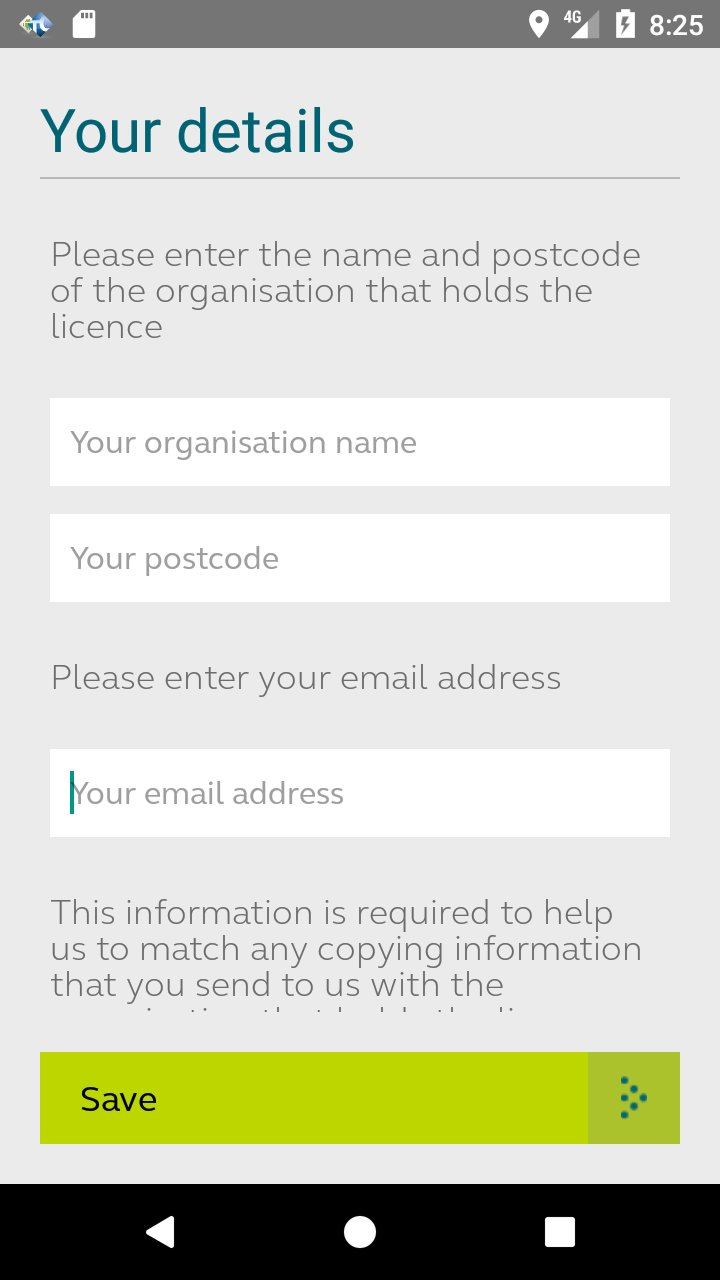 4G 8:25
Your details
Please enter the name and postcode
of the organisation that holds the
licence
Your organisation name
Your postcode
Please enter your email address
Your email address
This information is required to help
us to match any copying information
that you send to us with the
Save